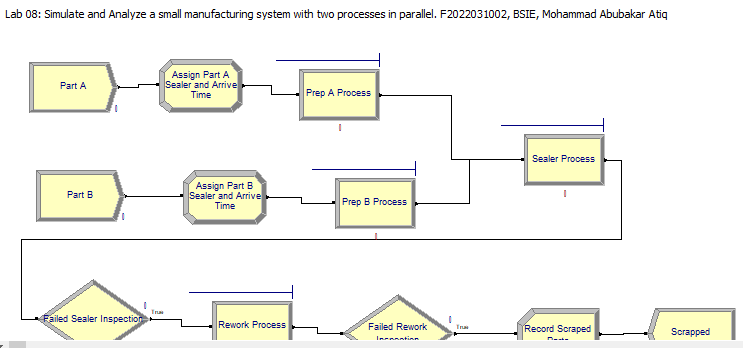 Lab 08: Simulate and Analyze a small manufacturing system with two processes in parallel. F2022031002, BSIE, Mohammad Abubakar Atiq
Part A
Assign Part A
Sealer and Arrive
Time
Prep A Process
Sealer Process
Part B
Assign Part B
Sealer and Arrive
Time
Prep B Process
Failed Sealer Inspection
True
Rework Process
Failed Rework
Inspection
True
Record Scraped
Parts
Scrapped